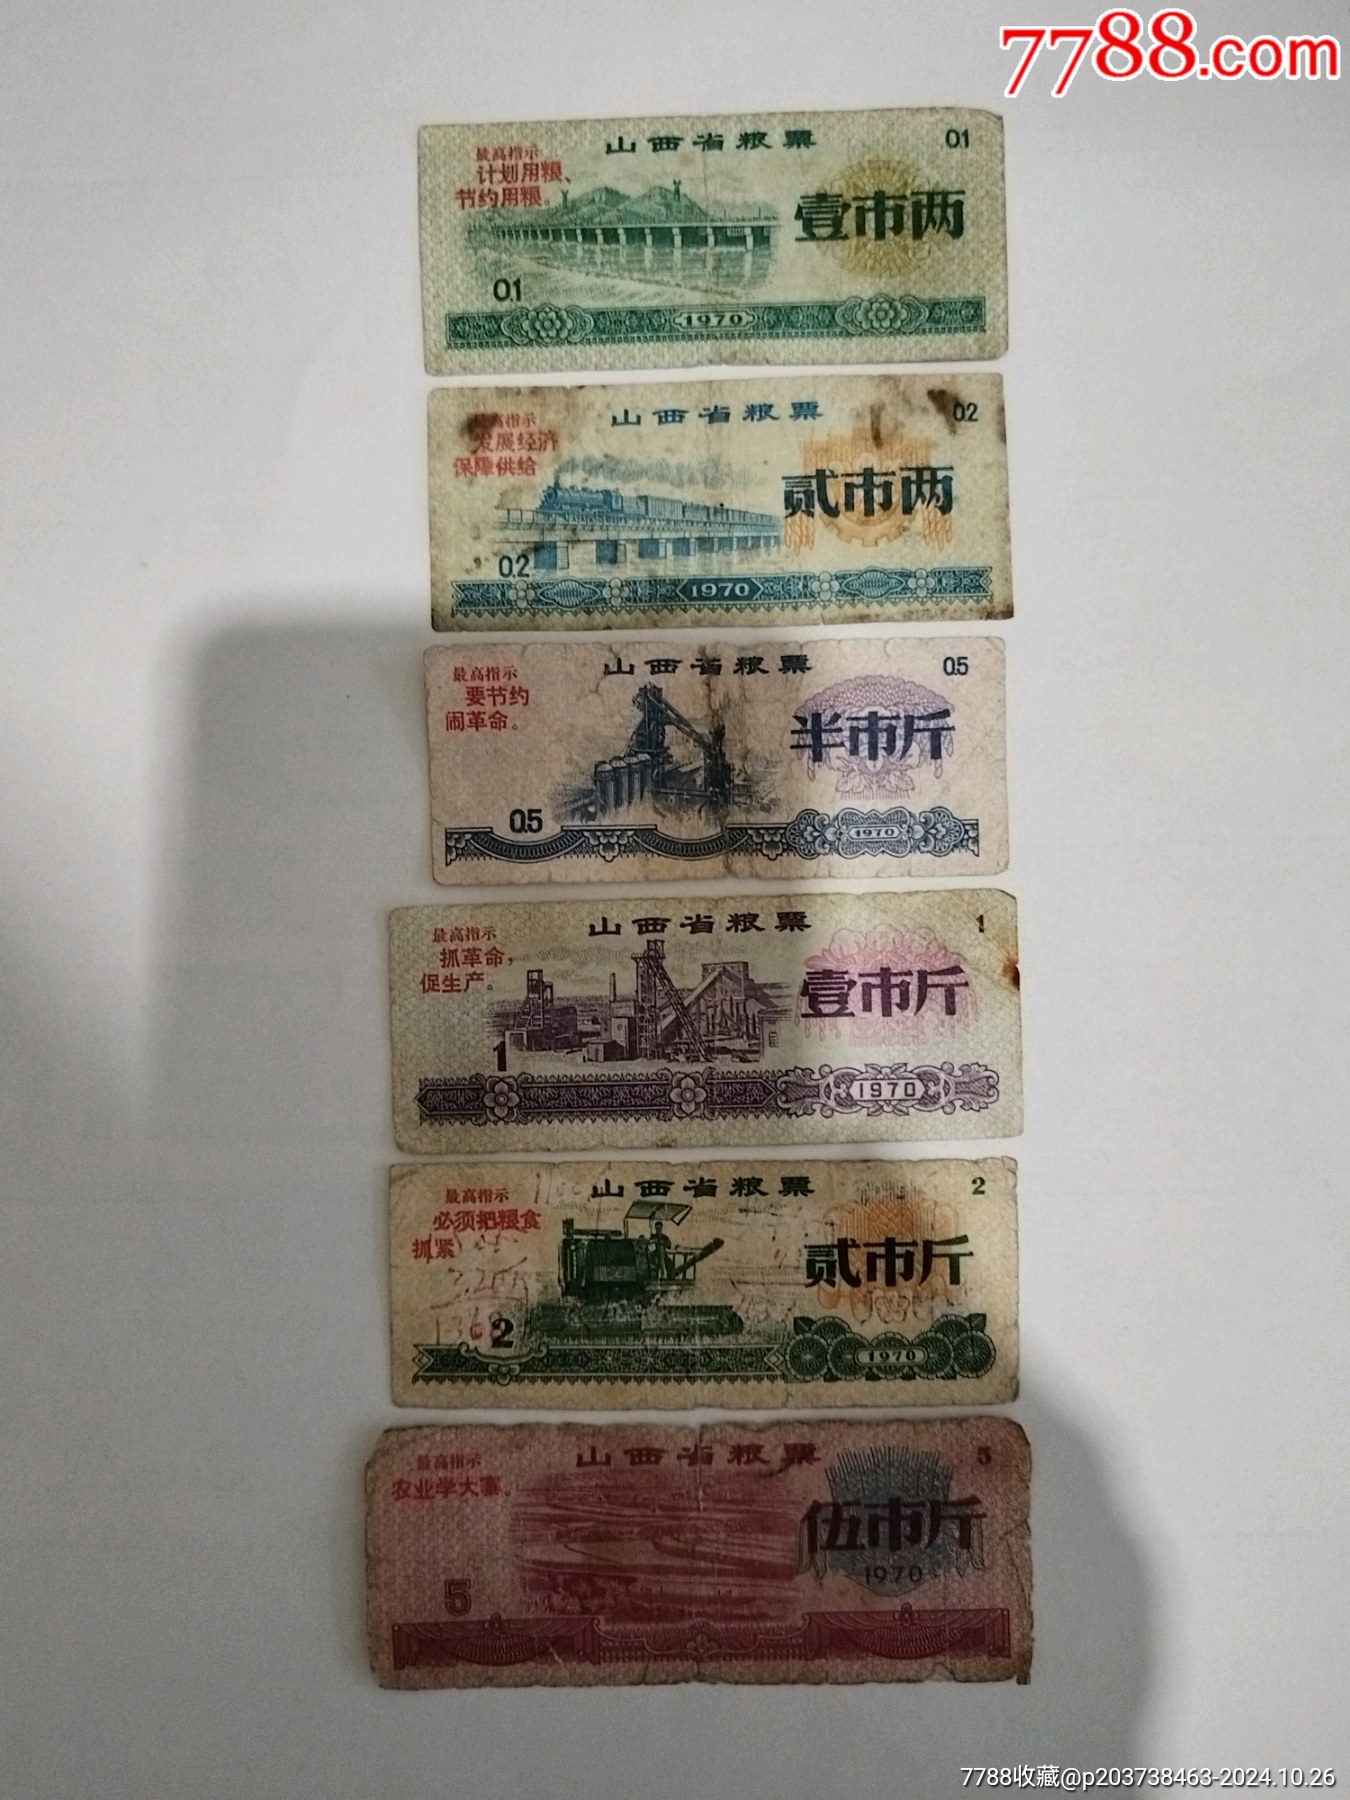 7788.com
最高指示
计划用粮、
节约用粮。
山西省粮票
01
壹市两
01
1970
最高指示
发展经济
保障供给
山西省粮票
02
贰市两
0.2
1970
最高指示
要节约
闹革命。
山西省粮票
05
半市斤
05
1970
最高指示
抓革命,
促生产。
山西省粮票
1
壹市斤
1
1970
最高指示
必须把粮食
抓紧
山西省粮票
2
贰市斤
2
1970
最高指示
农业学大寨。
山西省粮票
5
伍市斤
1970
5
7788收藏@p203738463-2024.10.26